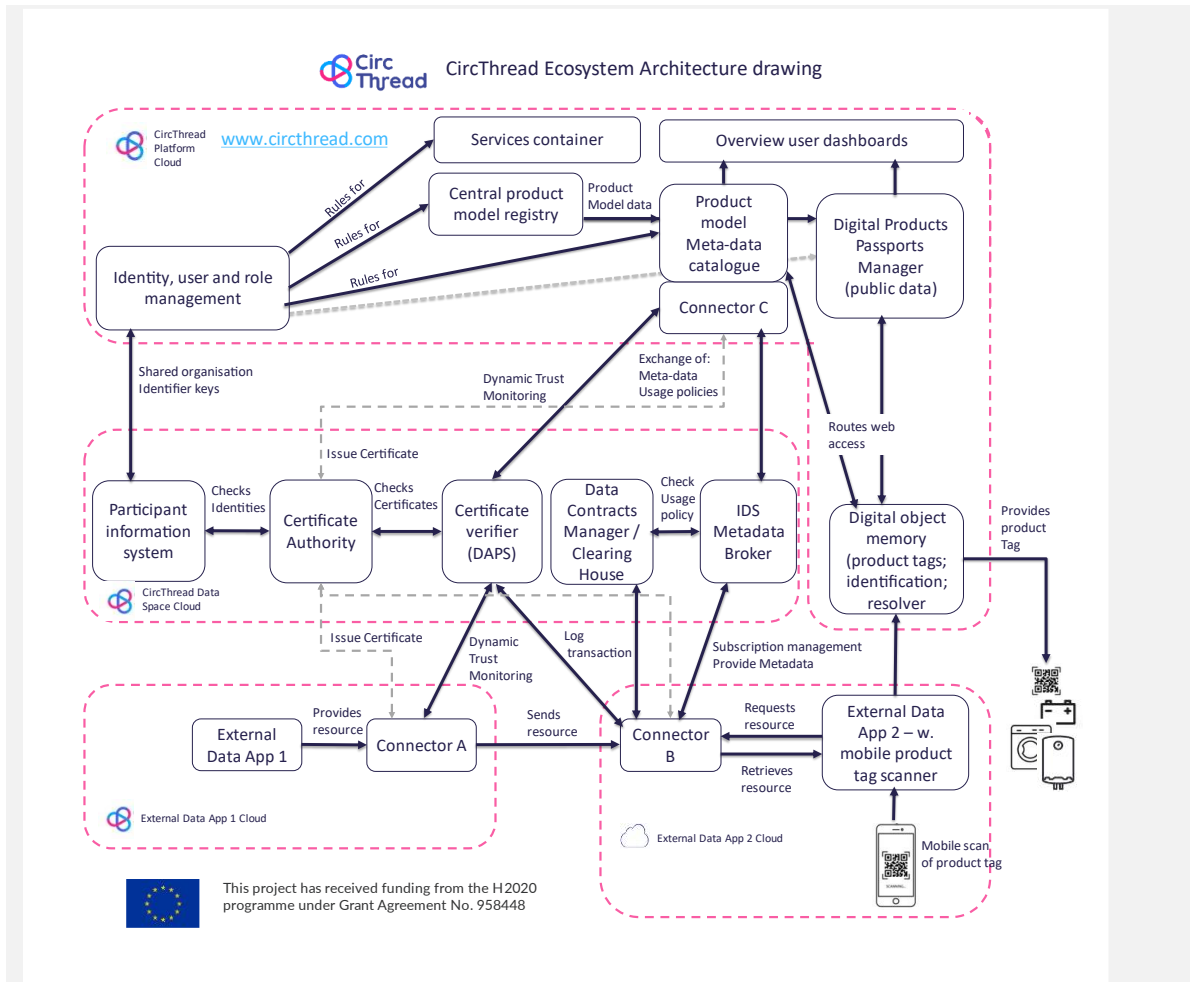 Circ
Thread
CircThread Ecosystem Architecture drawing
CircThread
Platform
Cloud
www.circthread.com
Services container
Overview user dashboards
Rules for
Central product
model registry
Product
Model data
Product
model
Meta-data
catalogue
Digital Products
Passports
Manager
(public data)
Rules for
Identity, user and role
management
Rules for
Connector C
Shared organisation
Identifier keys
Dynamic Trust
Monitoring
Exchange of:
Meta-data
Usage policies
Routes web
access
Issue Certificate
Participant
information
system
Checks
Identities
Certificate
Authority
Checks
Certificates
Certificate
verifier
(DAPS)
Data
Contracts
Manager /
Clearing
House
Check
Usage
policy
IDS
Metadata
Broker
Digital object
memory
(product tags;
identification;
resolver
Provides
product
Tag
CircThread Data
Space Cloud
Issue Certificate
Dynamic
Trust
Monitoring
Log
transaction
Subscription management
Provide Metadata
External
Data App 1
Provides
resource
Connector A
Sends
resource
Connector
B
Requests
resource
Retrieves
resource
External Data
App 2 – w.
mobile product
tag scanner
External Data App 1 Cloud
External Data App 2 Cloud
Mobile scan
of product tag
This project has received funding from the H2020
programme under Grant Agreement No. 958448